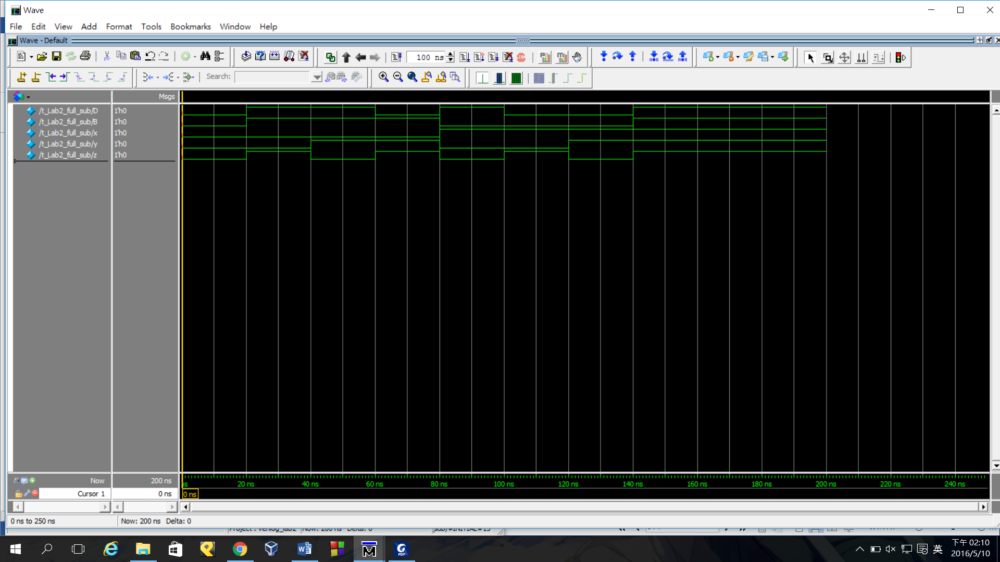 Wave
File Edit View Add Format Tools Bookmarks Window Help
Wave - Default
100 ns
Search:
Msgs
/t_Lab2_full_sub/D 1'h0
/t_Lab2_full_sub/B 1'h0
/t_Lab2_full_sub/x 1'h0
/t_Lab2_full_sub/y 1'h0
/t_Lab2_full_sub/z 1'h0
Now 200 ns
ns 20 ns 40 ns 60 ns 80 ns 100 ns 120 ns 140 ns 160 ns 180 ns 200 ns 220 ns 240 ns
Cursor 1 0 ns 0 ns
0 ns to 250 ns Now: 200 ns Delta: 0
Project : verilog_lab2 Now: 200 ns Delta: 0 sub/#INITIAL#15
英 下午 02:10
2016/5/10